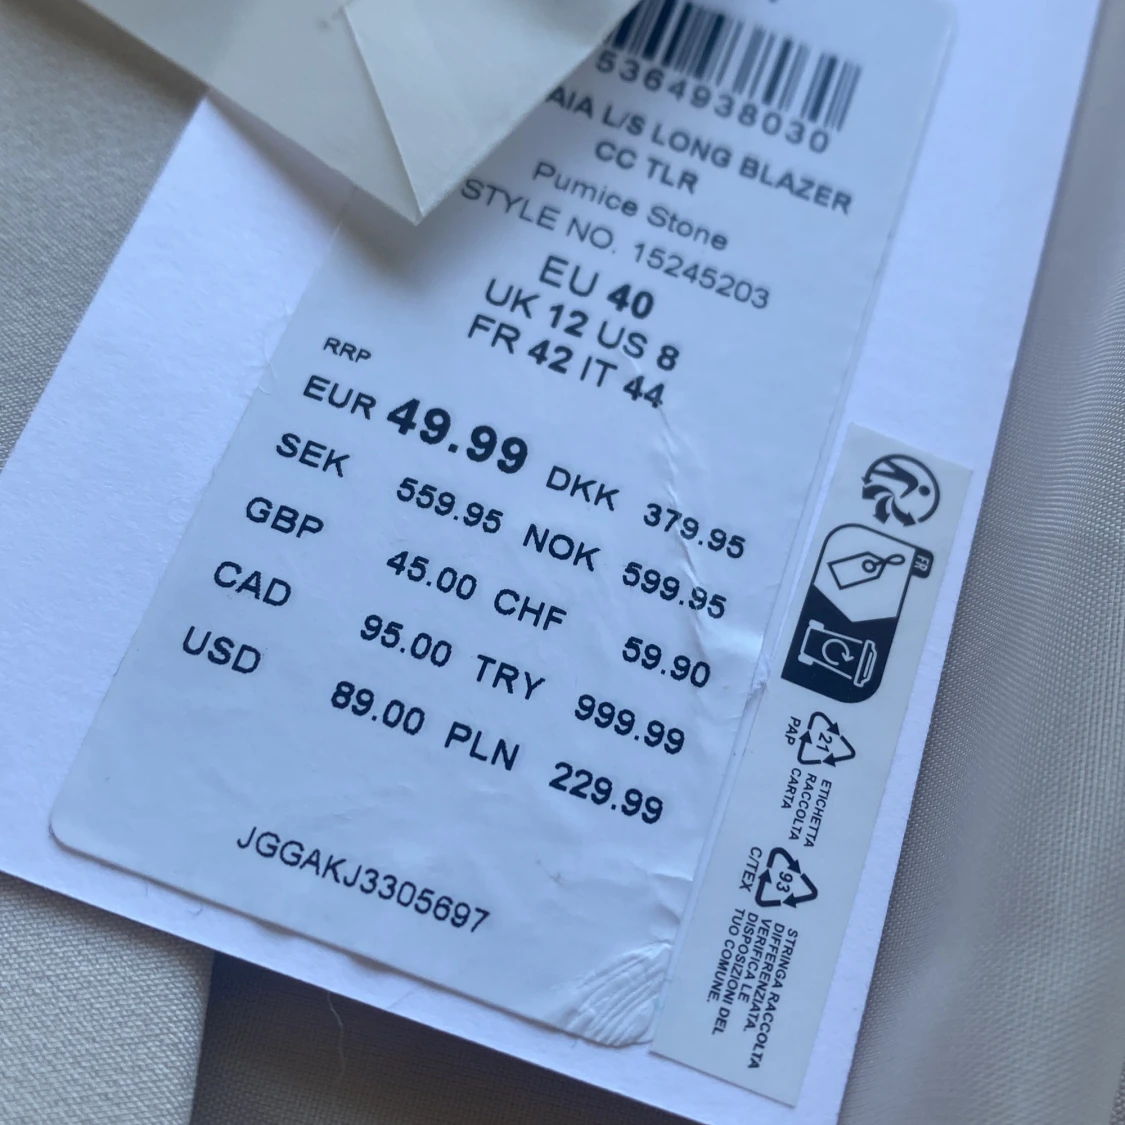 5364938030
AIA L/S LONG BLAZER
CC TLR
Pumice Stone
STYLE NO. 15245203
EU 40
UK 12 US 8
FR 42 IT 44
RRP
EUR 49.99 DKK 379.95
SEK 559.95 NOK 599.95
GBP 45.00 CHF 59.90
CAD 95.00 TRY 999.99
USD 89.00 PLN 229.99
JGGAKJ3305697
FR
21
PAP
ETICHETTA
RACCOLTA
CARTA
93
C/TEX
STRINGA RACCOLTA
DIFFERENZIATA.
VERIFICA LE
DISPOSIZIONI DEL
TUO COMUNE.